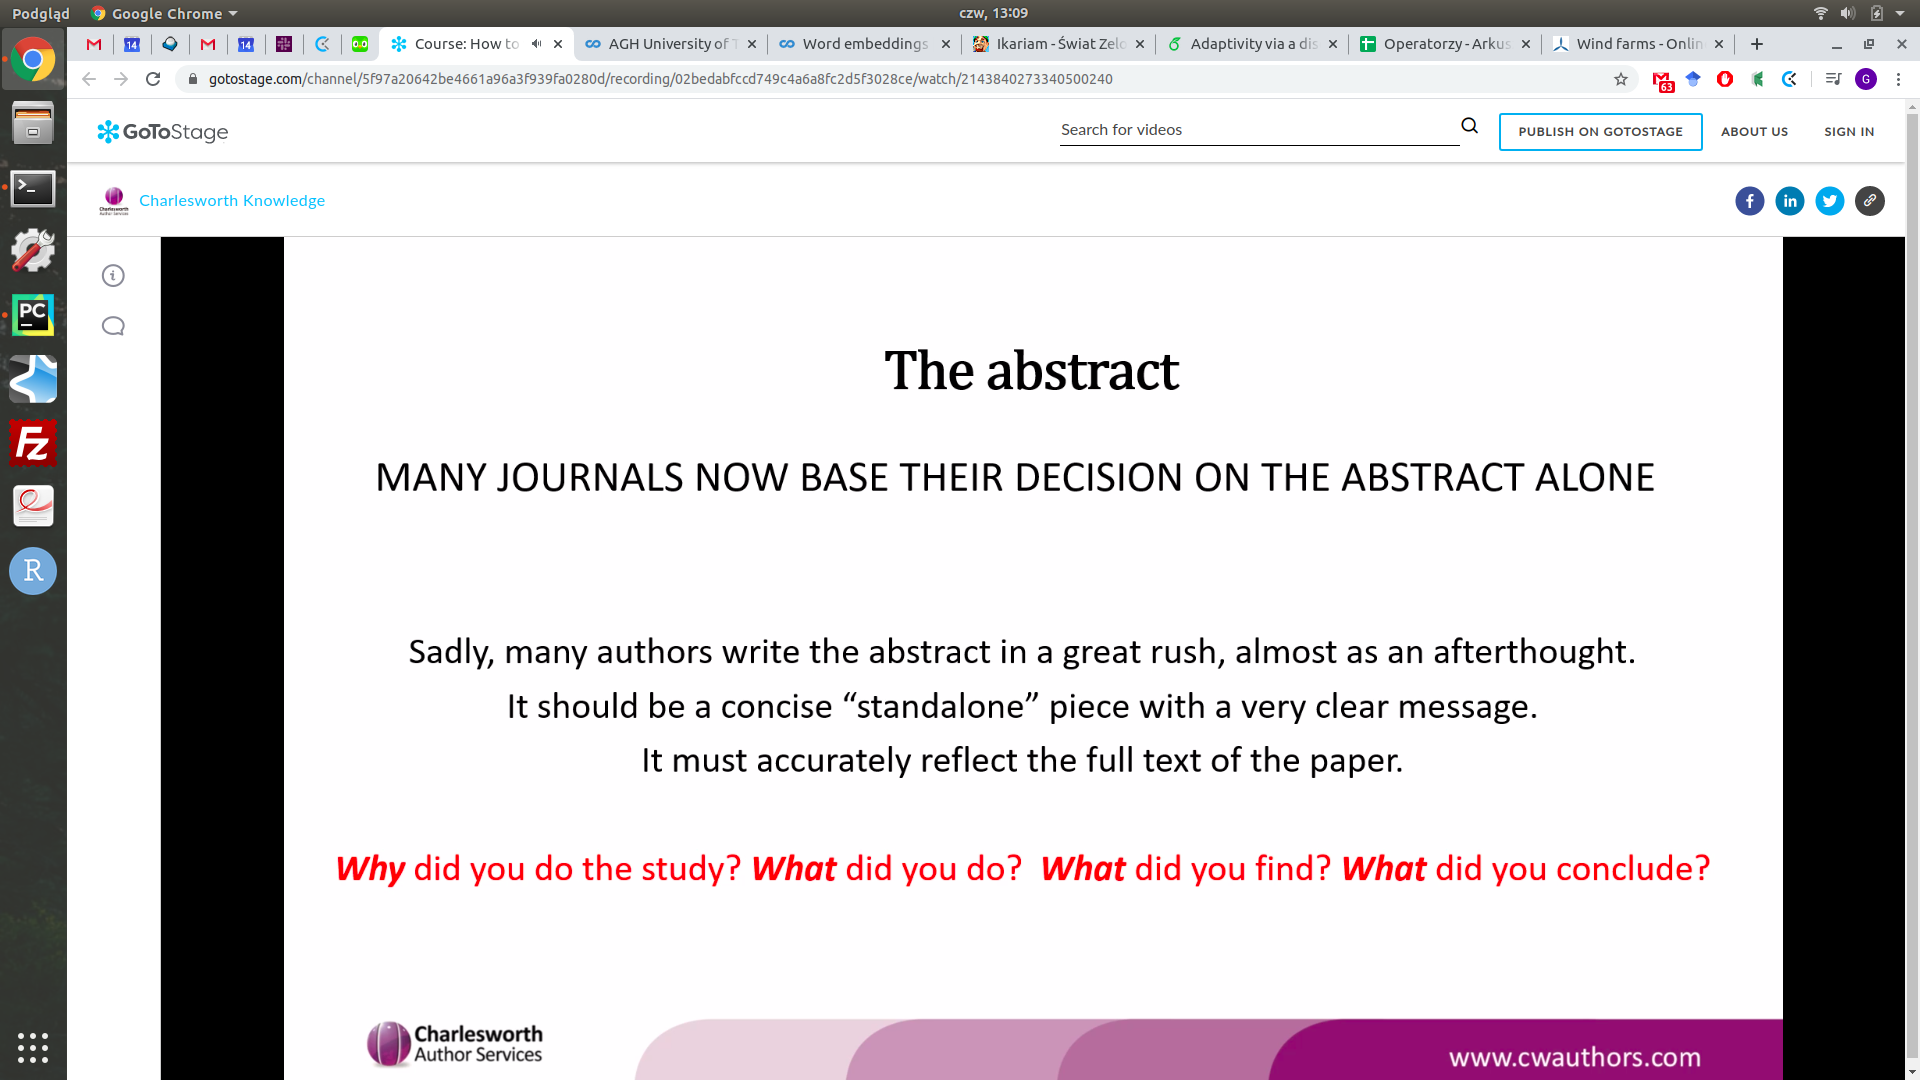 Podgląd
Google Chrome
czw, 13:09
14
14
Course: How to
AGH University of T
Word embeddings
Ikariam - Świat Zelo
Adaptivity via a dis
Operatorzy - Arkus
Wind farms - Onlin
gotostage.com/channel/5f97a20642be4661a96a3f939fa0280d/recording/02bedabfccd749c4a6a8fc2d5f3028ce/watch/2143840273340500240
63
G
GoToStage
Search for videos
PUBLISH ON GOTOSTAGE
ABOUT US
SIGN IN
Charlesworth Author Services
Charlesworth Knowledge
PC
Fz
R
The abstract
MANY JOURNALS NOW BASE THEIR DECISION ON THE ABSTRACT ALONE
Sadly, many authors write the abstract in a great rush, almost as an afterthought.
It should be a concise “standalone” piece with a very clear message.
It must accurately reflect the full text of the paper.
Why did you do the study? What did you do? What did you find? What did you conclude?
Charlesworth
Author Services
www.cwauthors.com